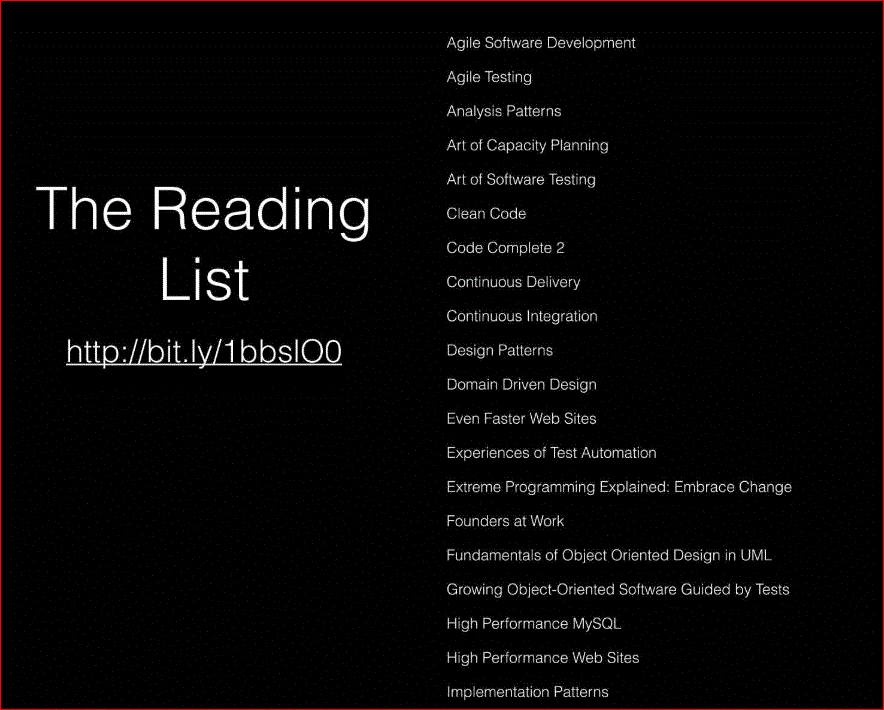 The Reading
List
http://bit.ly/1bbslO0
Agile Software Development
Agile Testing
Analysis Patterns
Art of Capacity Planning
Art of Software Testing
Clean Code
Code Complete 2
Continuous Delivery
Continuous Integration
Design Patterns
Domain Driven Design
Even Faster Web Sites
Experiences of Test Automation
Extreme Programming Explained: Embrace Change
Founders at Work
Fundamentals of Object Oriented Design in UML
Growing Object-Oriented Software Guided by Tests
High Performance MySQL
High Performance Web Sites
Implementation Patterns